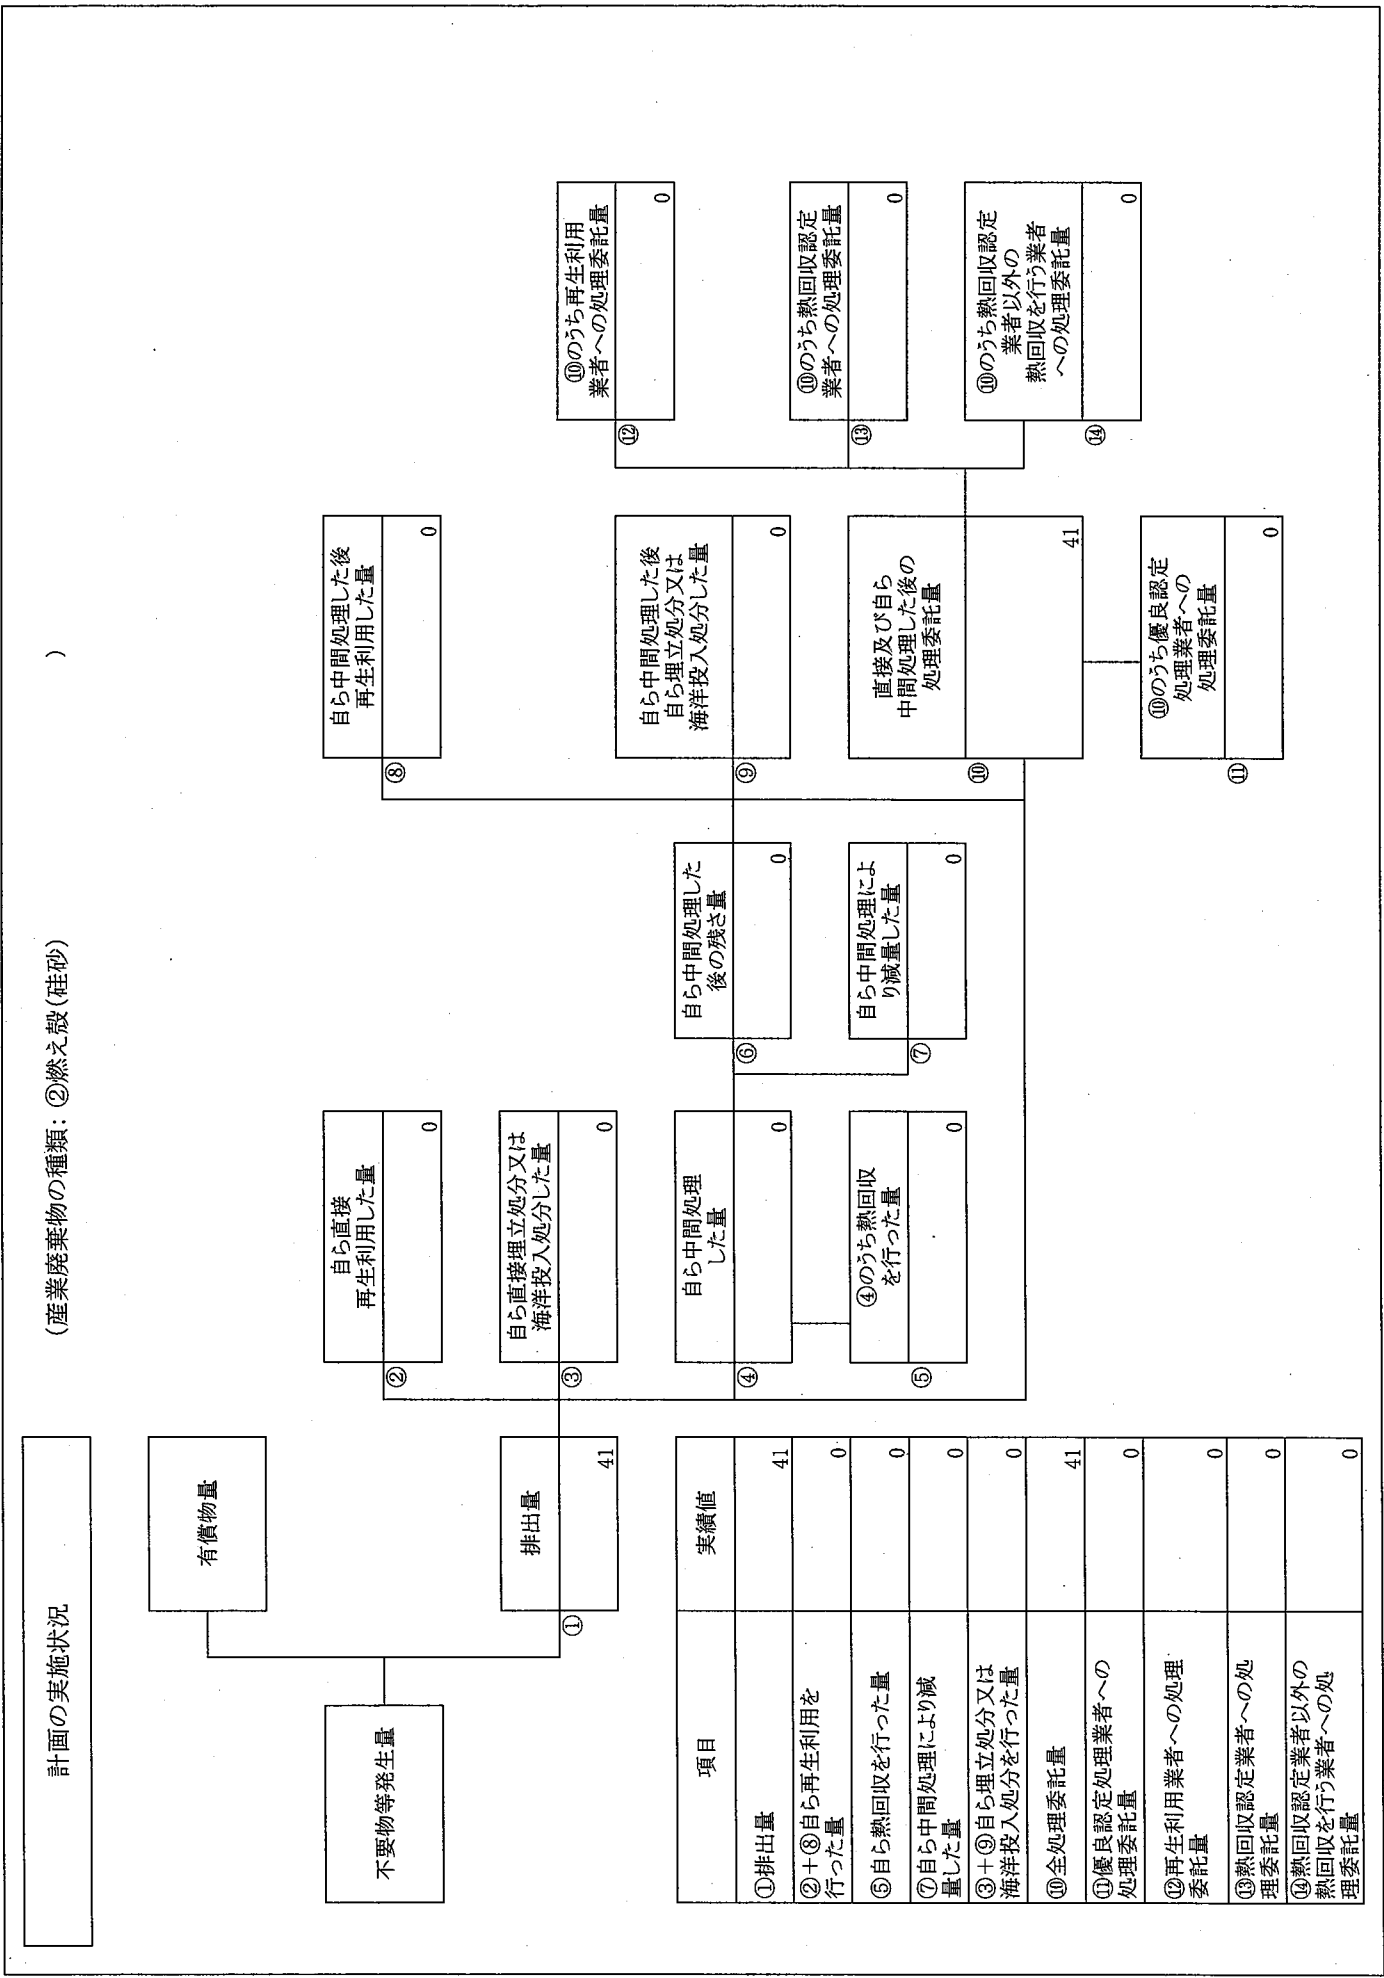 計画の実施状況
(産業廃棄物の種類：②燃え殻(硅砂)
)
不要物等発生量
有償物量
排出量
①
41
自ら直接
再生利用した量
②
0
自ら直接埋立処分又は
海洋投入処分した量
③
0
自ら中間処理
した量
④
0
④のうち熱回収
を行った量
⑤
0
自ら中間処理した
後の残さ量
⑥
0
自ら中間処理によ
り減量した量
⑦
0
自ら中間処理した後
再生利用した量
⑧
0
自ら中間処理した後
自ら埋立処分又は
海洋投入処分した量
⑨
0
直接及び自ら
中間処理した後の
処理委託量
⑩
41
⑩のうち優良認定
処理業者への
処理委託量
⑪
0
⑩のうち再生利用
業者への処理委託量
⑫
0
⑩のうち熱回収認定
業者への処理委託量
⑬
0
⑩のうち熱回収認定
業者以外の
熱回収を行う業者
への処理委託量
⑭
0
項目 実績値
①排出量 41
②＋⑧自ら再生利用を
行った量 0
⑤自ら熱回収を行った量 0
⑦自ら中間処理により減
量した量 0
③＋⑨自ら埋立処分又は
海洋投入処分を行った量 0
⑩全処理委託量 41
⑪優良認定処理業者への
処理委託量 0
⑫再生利用業者への処理
委託量 0
⑬熱回収認定業者への処
理委託量 0
⑭熱回収認定業者以外の
熱回収を行う業者への処
理委託量 0